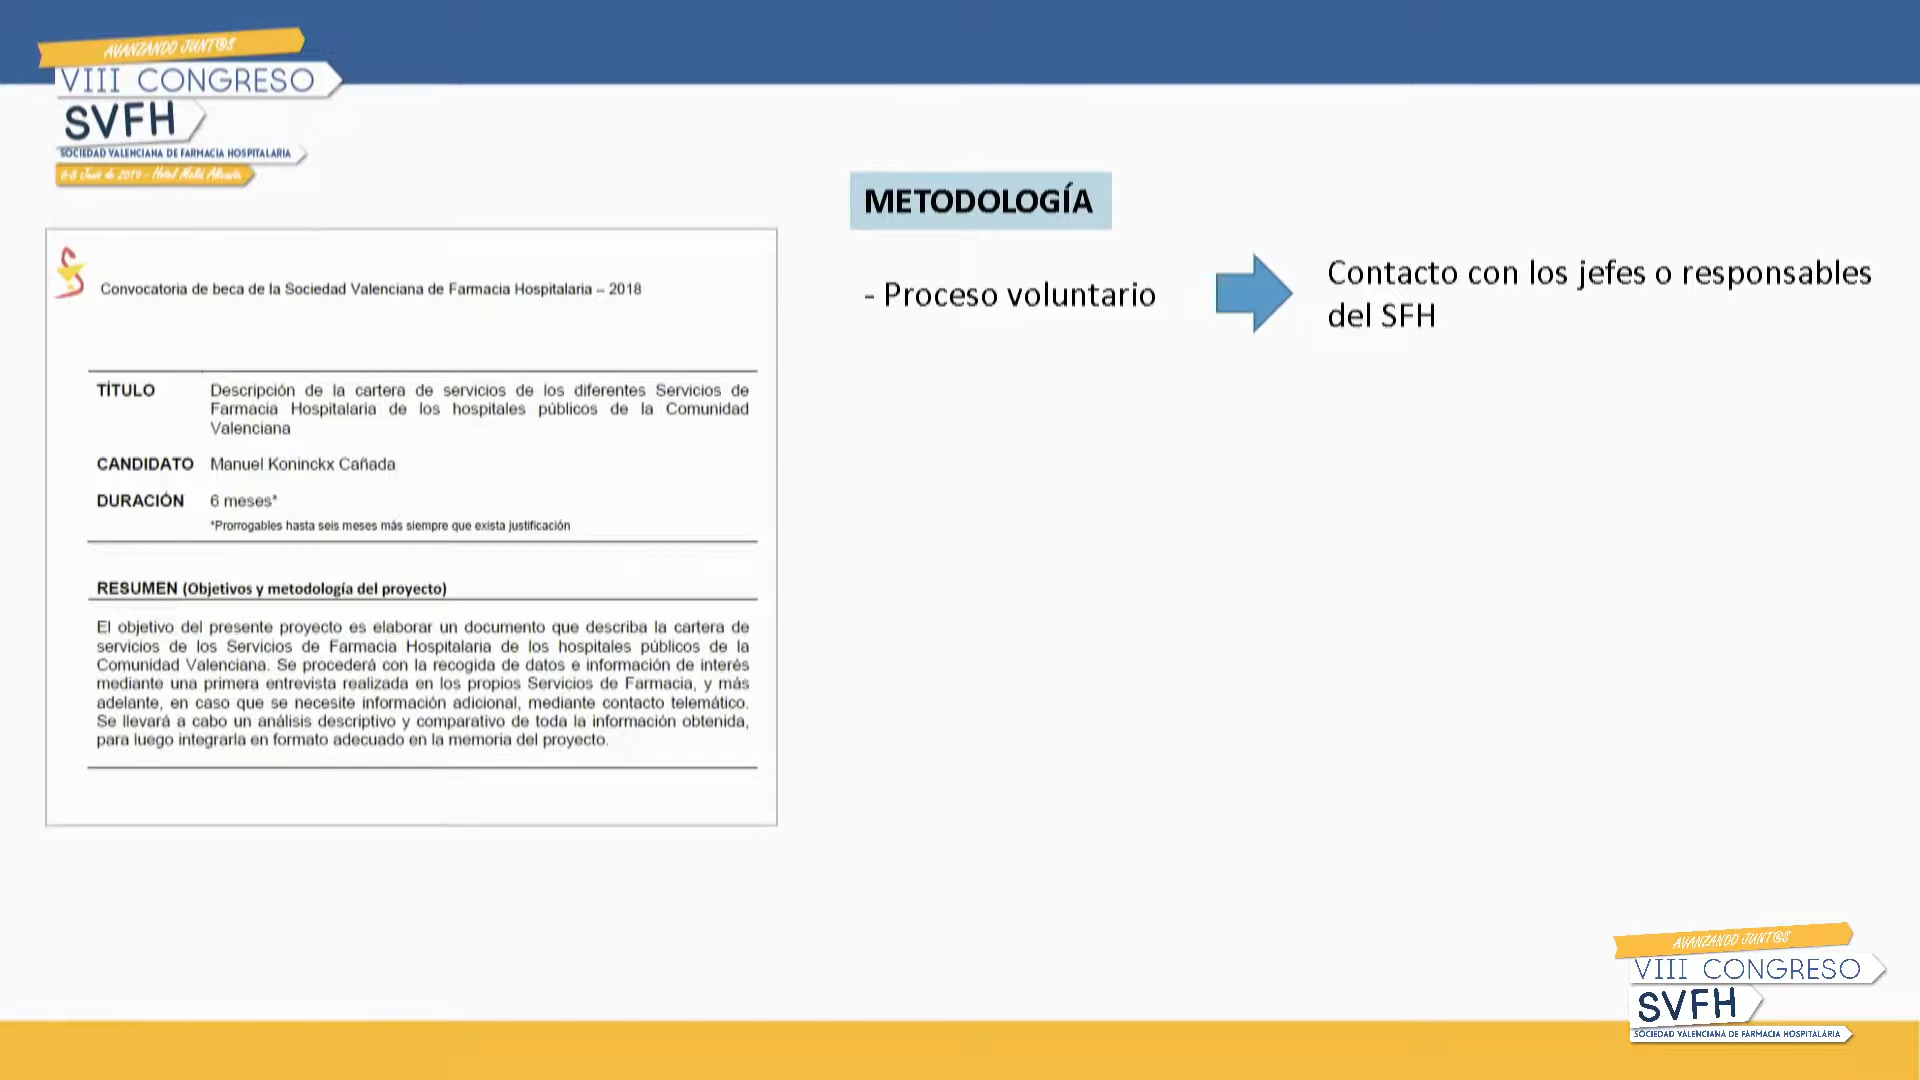 AVANZANDO JUNT@S
VIII CONGRESO
SVFH
SOCIEDAD VALENCIANA DE FARMACIA HOSPITALARIA
6-8 Junio de 2019 - Hotel Meliá Alicante
METODOLOGÍA
- Proceso voluntario
Contacto con los jefes o responsables
del SFH
Convocatoria de beca de la Sociedad Valenciana de Farmacia Hospitalaria – 2018
TÍTULO Descripción de la cartera de servicios de los diferentes Servicios de
Farmacia Hospitalaria de los hospitales públicos de la Comunidad
Valenciana
CANDIDATO Manuel Koninckx Cañada
DURACIÓN 6 meses*
*Prorrogables hasta seis meses más siempre que exista justificación
RESUMEN (Objetivos y metodología del proyecto)
El objetivo del presente proyecto es elaborar un documento que describa la cartera de
servicios de los Servicios de Farmacia Hospitalaria de los hospitales públicos de la
Comunidad Valenciana. Se procederá con la recogida de datos e información de interés
mediante una primera entrevista realizada en los propios Servicios de Farmacia, y más
adelante, en caso que se necesite información adicional, mediante contacto telemático.
Se llevará a cabo un análisis descriptivo y comparativo de toda la información obtenida,
para luego integrarla en formato adecuado en la memoria del proyecto.
AVANZANDO JUNT@S
VIII CONGRESO
SVFH
SOCIEDAD VALENCIANA DE FARMACIA HOSPITALARIA